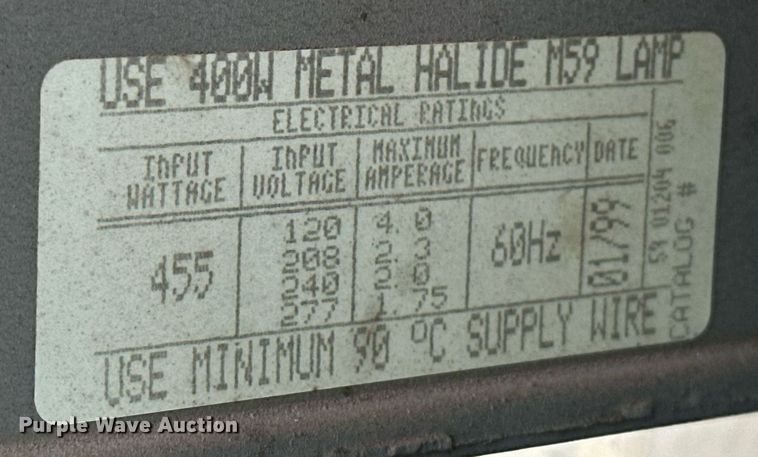 USE 400W METAL HALIDE M59 LAMP
ELECTRICAL RATINGS
INPUT WATTAGE
INPUT VOLTAGE
MAXIMUM AMPERAGE
FREQUENCY
DATE
455
120 4.0
208 2.3
240 2.0
277 1.75
60Hz
01/99
USE MINIMUM 90 °C SUPPLY WIRE
CATALOG #
01204 006
Purple Wave Auction